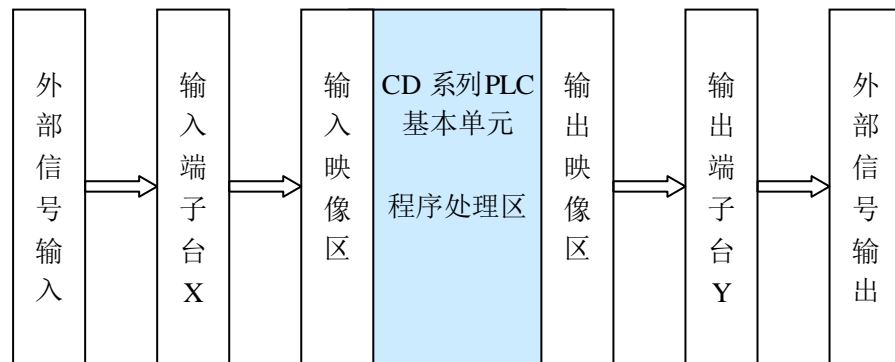 外部信号输入
输入端子台X
输入映像区
CD 系列PLC
基本单元
程序处理区
输出映像区
输出端子台Y
外部信号输出